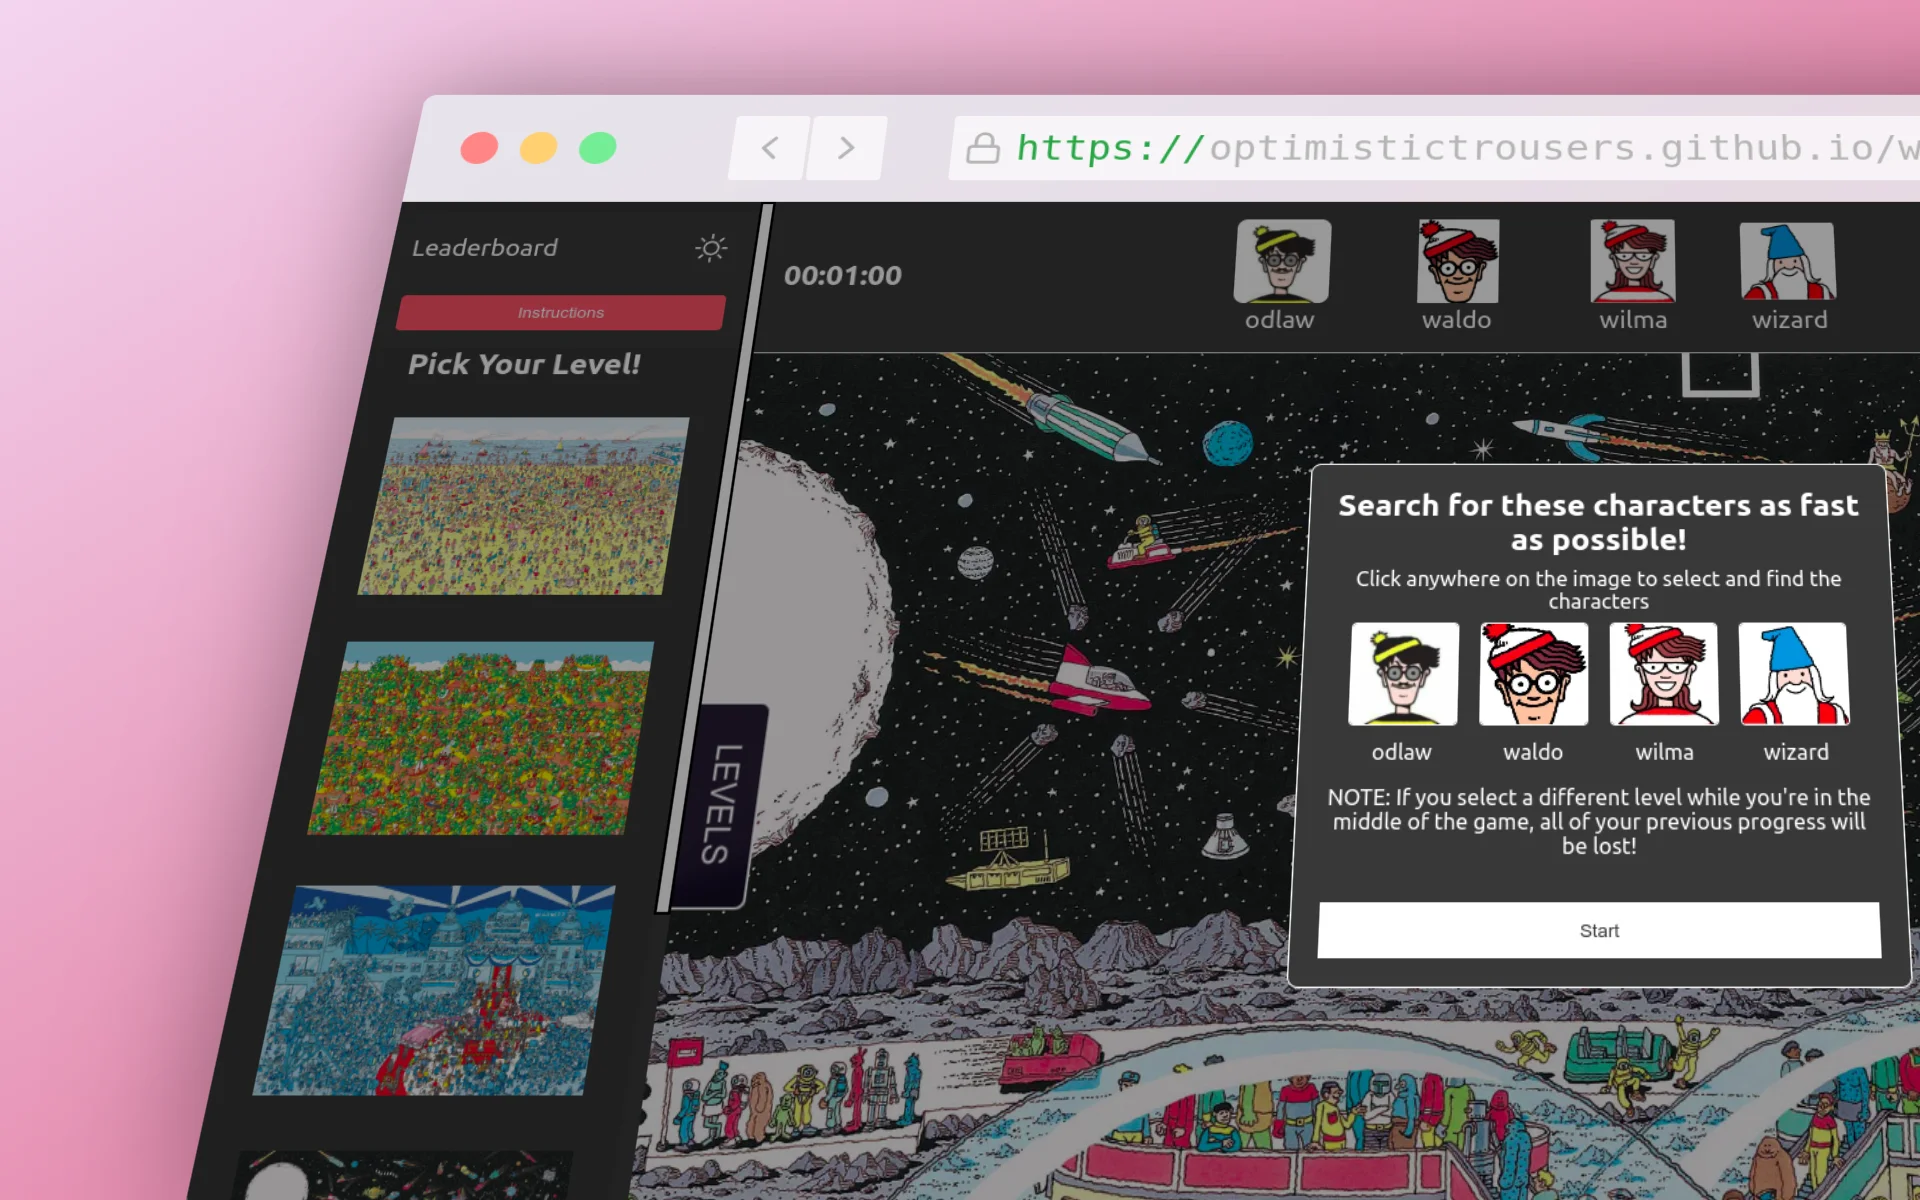 https://optimistictrousers.github.io/w
Leaderboard
Instructions
Pick Your Level!
00:01:00
odlaw
waldo
wilma
wizard
LEVELS
Search for these characters as fast
as possible!
Click anywhere on the image to select and find the
characters
odlaw
waldo
wilma
wizard
NOTE: If you select a different level while you're in the
middle of the game, all of your previous progress will
be lost!
Start